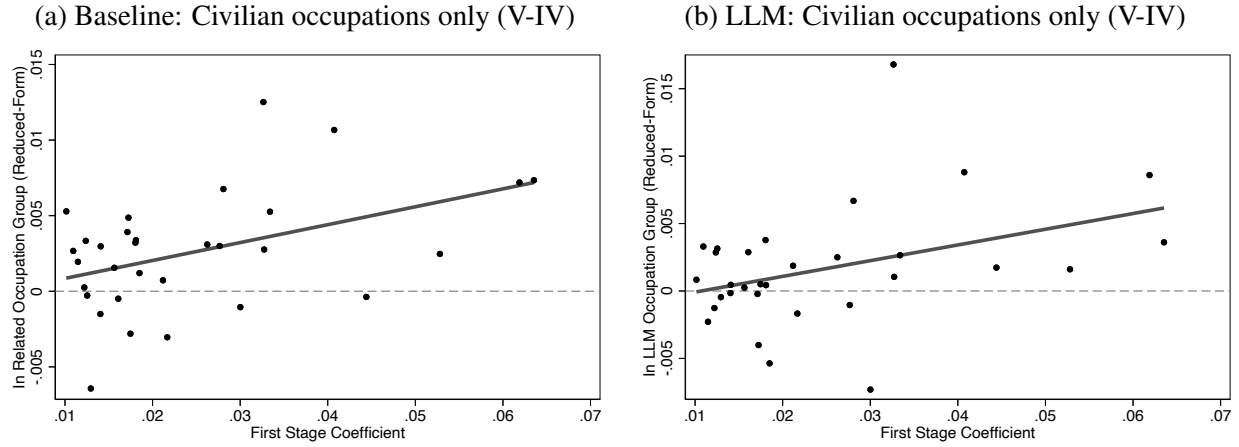 (a) Baseline: Civilian occupations only (V-IV)
In Related Occupation Group (Reduced-Form)
.015
.01
.005
0
-.005
.01 .02 .03 .04 .05 .06 .07
First Stage Coefficient
(b) LLM: Civilian occupations only (V-IV)
In LLM Occupation Group (Reduced-Form)
.015
.01
.005
0
-.005
.01 .02 .03 .04 .05 .06 .07
First Stage Coefficient